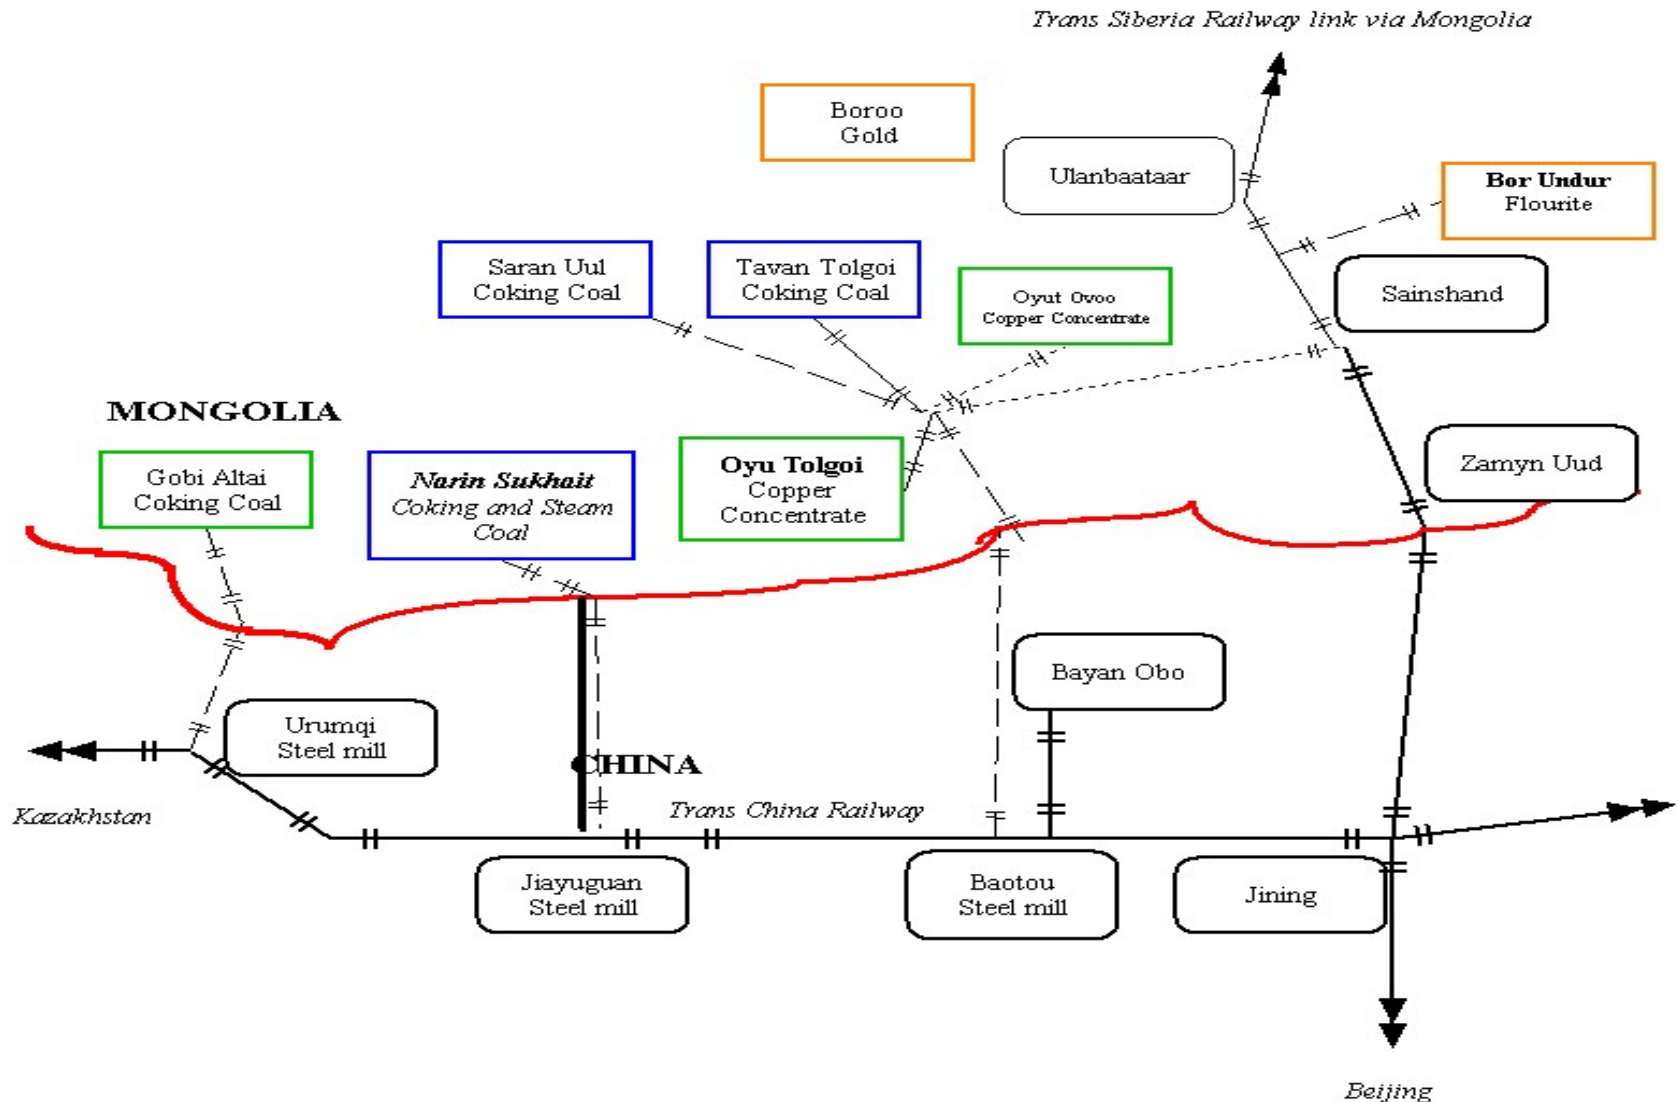 Trans Siberia Railway link via Mongolia
Boroo
Gold
Ulanbaataar
Bor Undur
Flourite
Saran Uul
Coking Coal
Tavan Tolgoi
Coking Coal
Oyut Ovoo
Copper Concentrate
Sainshand
MONGOLIA
Gobi Altai
Coking Coal
Narin Sukhait
Coking and Steam
Coal
Oyu Tolgoi
Copper
Concentrate
Zamyn Uud
Bayan Obo
Urumqi
Steel mill
CHINA
Kazakhstan
Trans China Railway
Jiayuguan
Steel mill
Baotou
Steel mill
Jining
Beijing